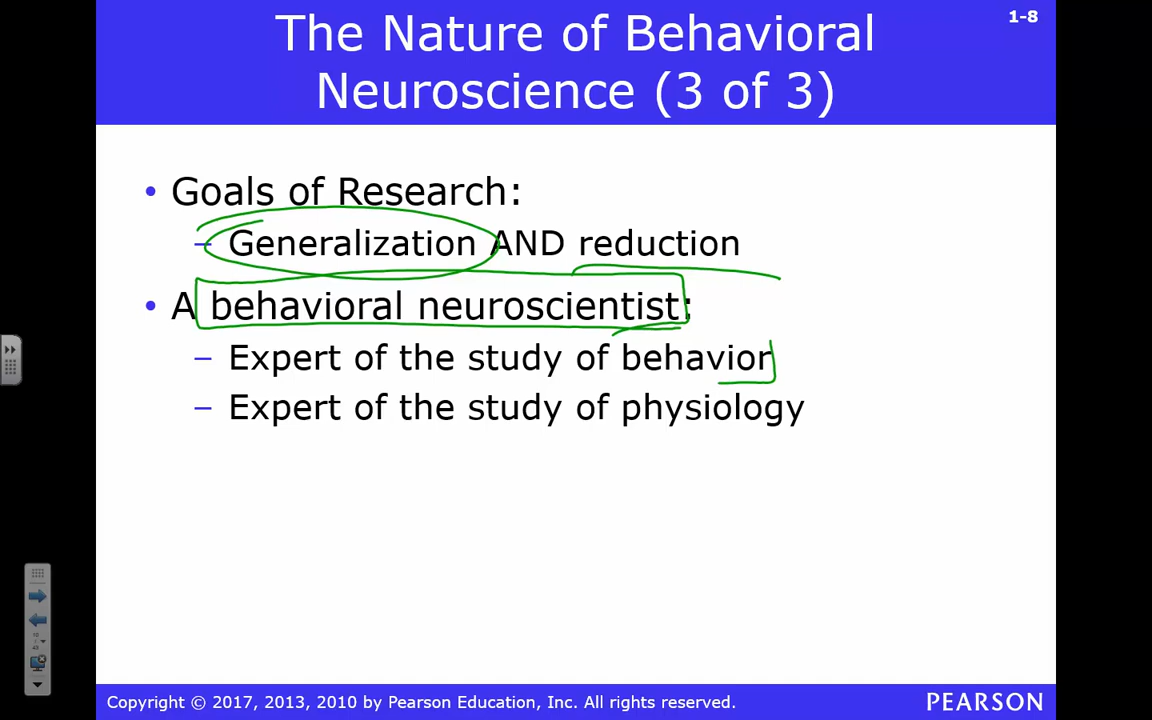 1-8
The Nature of Behavioral
Neuroscience (3 of 3)
• Goals of Research:
– Generalization AND reduction
• A behavioral neuroscientist:
– Expert of the study of behavior
– Expert of the study of physiology
Copyright © 2017, 2013, 2010 by Pearson Education, Inc. All rights reserved.
PEARSON